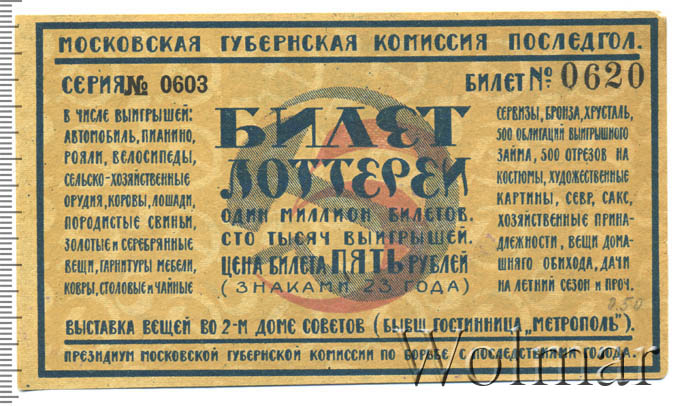 МОСКОВСКАЯ ГУБЕРНСКАЯ КОМИССИЯ ПОСЛЕДГОЛ.
СЕРИЯ № 0603
БИЛЕТ № 0620
В ЧИСЛЕ ВЫИГРЫШЕЙ:
АВТОМОБИЛЬ, ПИАНИНО,
РОЯЛИ, ВЕЛОСИПЕДЫ,
СЕЛЬСКО-ХОЗЯЙСТВЕННЫЕ
ОРУДИЯ, КОРОВЫ, ЛОШАДИ,
ПОРОДИСТЫЕ СВИНЬИ,
ЗОЛОТЫЕ И СЕРЕБРЯННЫЕ
ВЕЩИ, ГАРНИТУРЫ МЕБЕЛИ,
КОВРЫ, СТОЛОВЫЕ И ЧАЙНЫЕ
БИЛЕТ
ЛОТТЕРЕИ
ОДИН МИЛЛИОН БИЛЕТОВ.
СТО ТЫСЯЧ ВЫИГРЫШЕЙ.
ЦЕНА БИЛЕТА ПЯТЬ РУБЛЕЙ
(ЗНАКАМИ 23 ГОДА)
СЕРВИЗЫ, БРОНЗА, ХРУСТАЛЬ,
500 ОБЛИГАЦИЙ ВЫИГРЫШНОГО
ЗАЙМА, 500 ОТРЕЗОВ НА
КОСТЮМЫ, ХУДОЖЕСТВЕННЫЕ
КАРТИНЫ, СЕВР, САКС,
ХОЗЯЙСТВЕННЫЕ ПРИНА-
ДЛЕЖНОСТИ, ВЕЩИ ДОМА-
ШНЯГО ОБИХОДА, ДАЧИ
НА ЛЕТНИЙ СЕЗОН И ПРОЧ.
0.50
ВЫСТАВКА ВЕЩЕЙ ВО 2-М ДОМЕ СОВЕТОВ (БЫВШ. ГОСТИННИЦА „МЕТРОПОЛЬ").
ПРЕЗИДИУМ МОСКОВСКОЙ ГУБЕРНСКОЙ КОМИССИИ ПО БОРЬБЕ С ПОСЛЕДСТВИЯМИ ГОЛОДА.
Wolmar